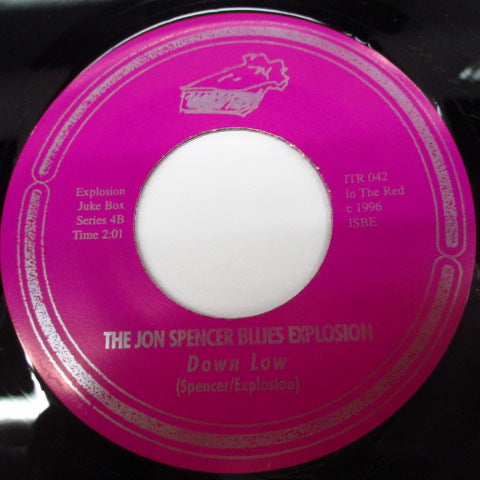 Explosion
Juke Box
Series 4B
Time 2:01
ITR 042
In The Red
c 1996
JSBE
THE JON SPENCER BLUES EXPLOSION
Down Low
(Spencer/Explosion)